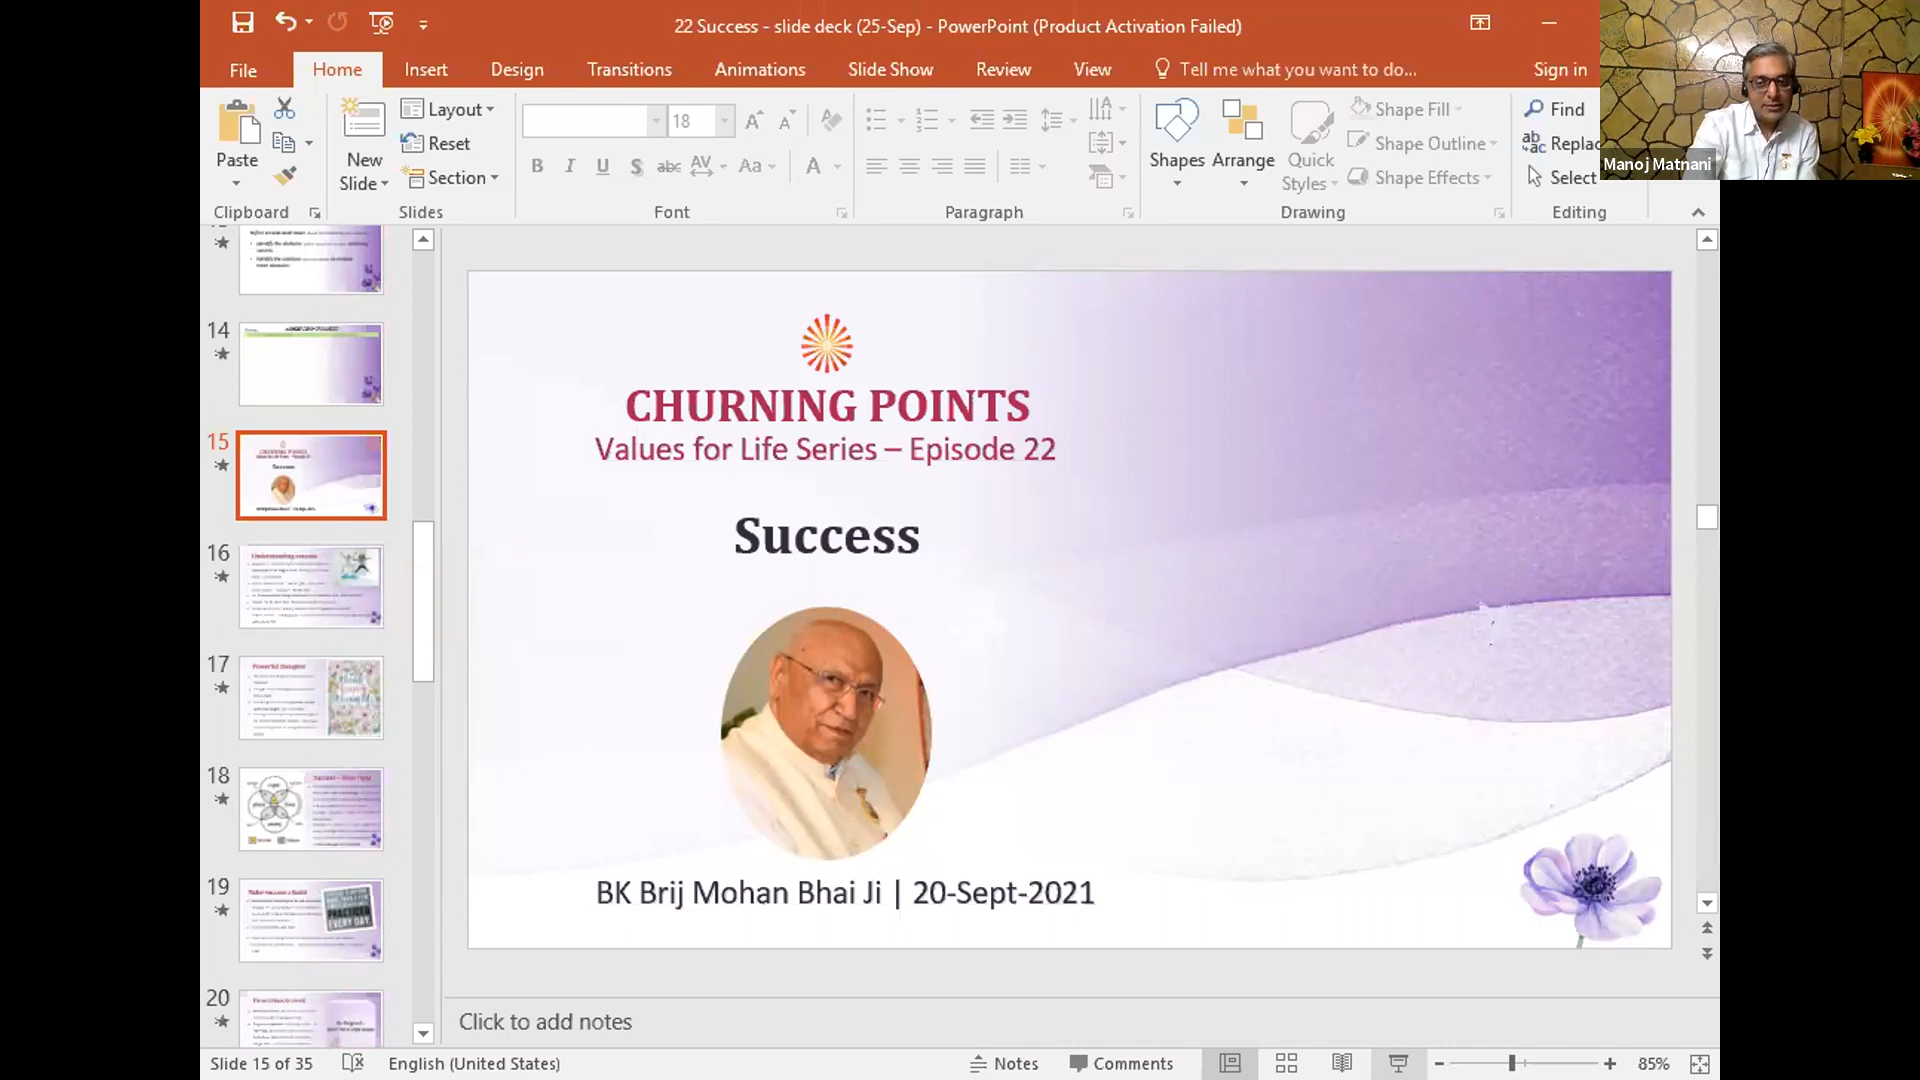 22 Success - slide deck (25-Sep) - PowerPoint (Product Activation Failed)
File Home Insert Design Transitions Animations Slide Show Review View Tell me what you want to do... Sign in
Paste
New Slide
Layout
Reset
Section
18
Shapes
Arrange
Quick Styles
Shape Fill
Shape Outline
Shape Effects
Find
Replac
Select
Clipboard Slides Font Paragraph Drawing Editing
Manoj Matnani
14
15
16
17
18
19
20
CHURNING POINTS
Values for Life Series – Episode 22
Success
BK Brij Mohan Bhai Ji | 20-Sept-2021
Click to add notes
Slide 15 of 35 English (United States) Notes Comments 85%